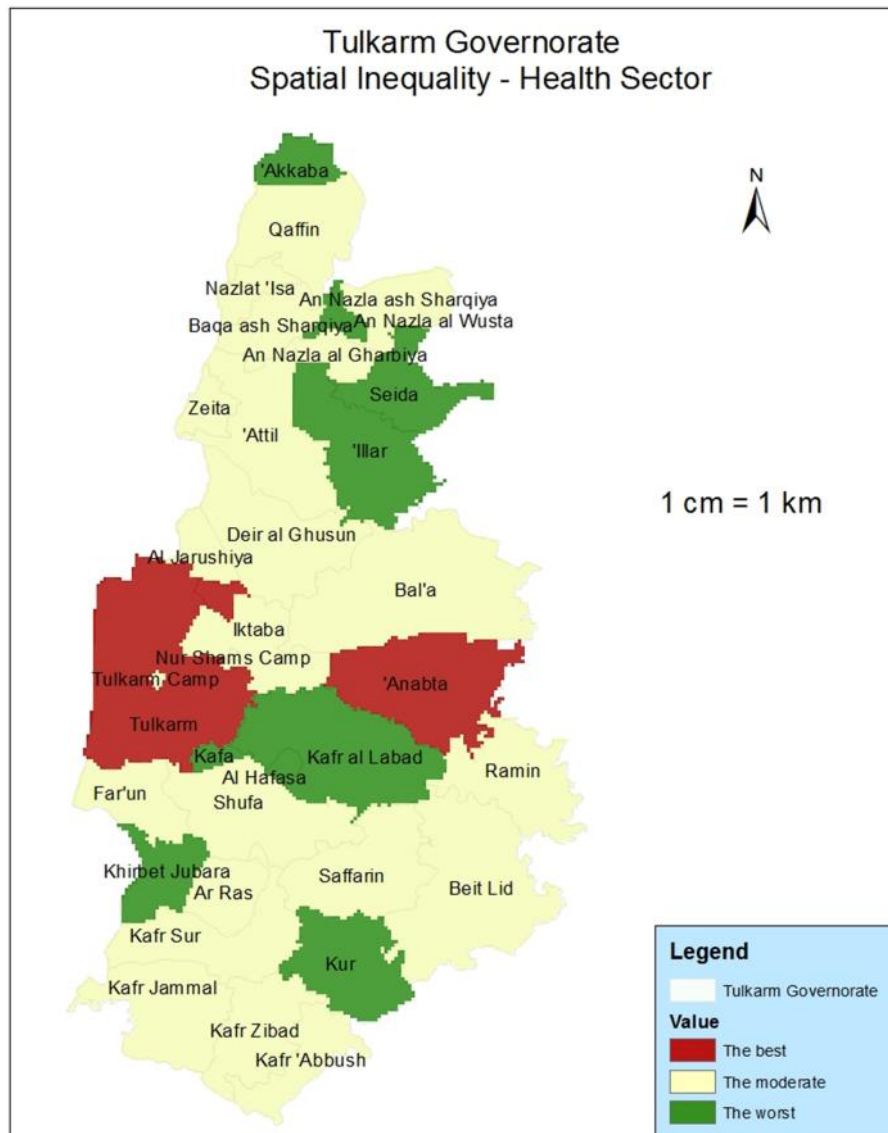 Tulkarm Governorate
Spatial Inequality - Health Sector
N
'Akkaba
Qaffin
Nazlat 'Isa
An Nazla ash Sharqiya
Baqa ash Sharqiya
An Nazla al Wusta
An Nazla al Gharbiya
Seida
Zeita
'Attil
'Illar
1 cm = 1 km
Deir al Ghusun
Al Jarushiya
Bal'a
Iktaba
Nur Shams Camp
Tulkarm Camp
'Anabta
Tulkarm
Kafa
Kafr al Labad
Al Hafasa
Ramin
Far'un
Shufa
Khirbet Jubara
Saffarin
Ar Ras
Beit Lid
Kafr Sur
Kur
Kafr Jammal
Kafr Zibad
Kafr 'Abbush
Legend
Tulkarm Governorate
Value
The best
The moderate
The worst